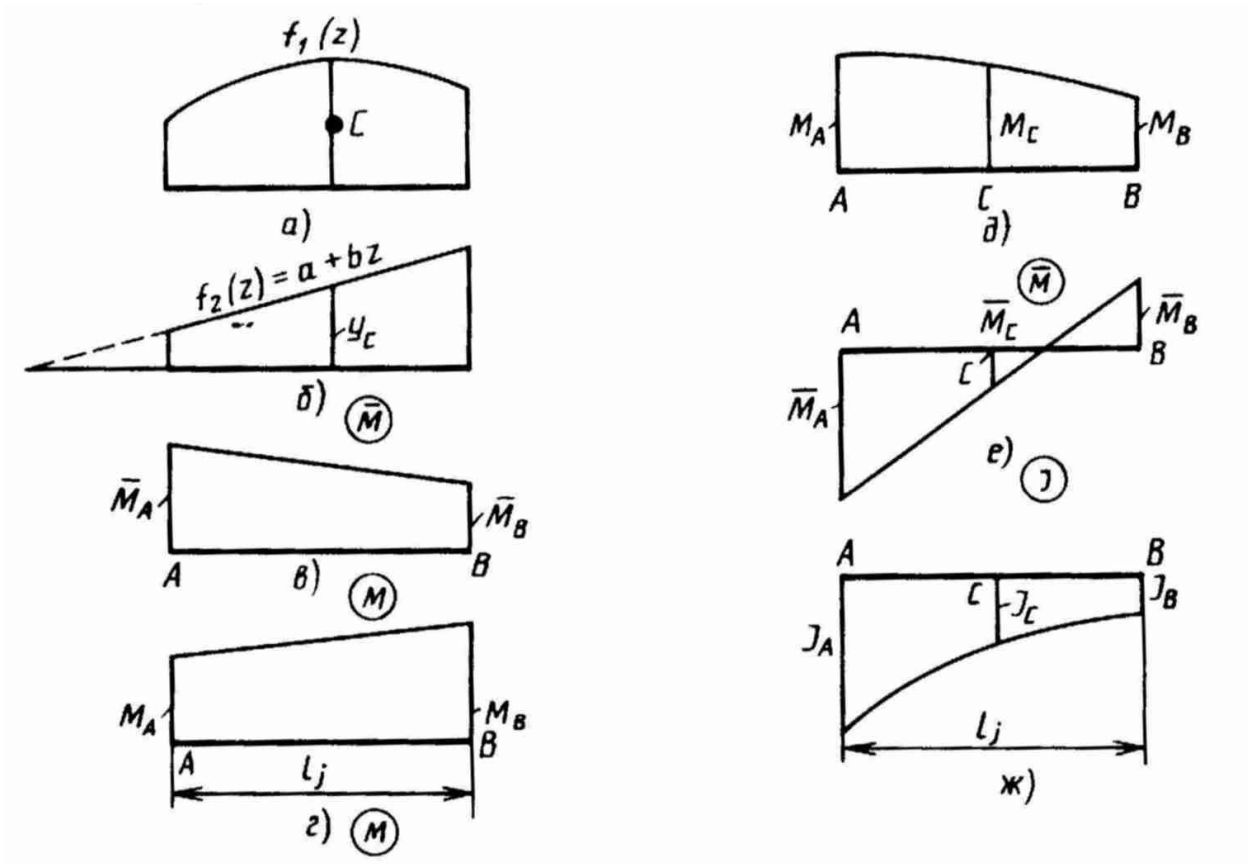 f₁(z)
C
а)
f₂(z) = a + bz
y_C
б)
M̄
M̄_A
M̄_B
A
в)
B
M
M_A
M_B
A
B
l_j
г)
M
M_A
M_C
M_B
A
C
B
д)
M̄
A
M̄_C
M̄_B
C
B
M̄_A
е)
J
A
B
C
J_C
J_B
J_A
l_j
ж)